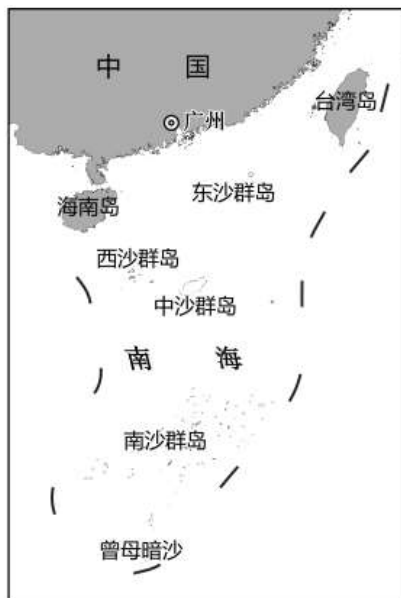 中 国
台湾岛
广州
东沙群岛
海南岛
西沙群岛
中沙群岛
南 海
南沙群岛
曾母暗沙